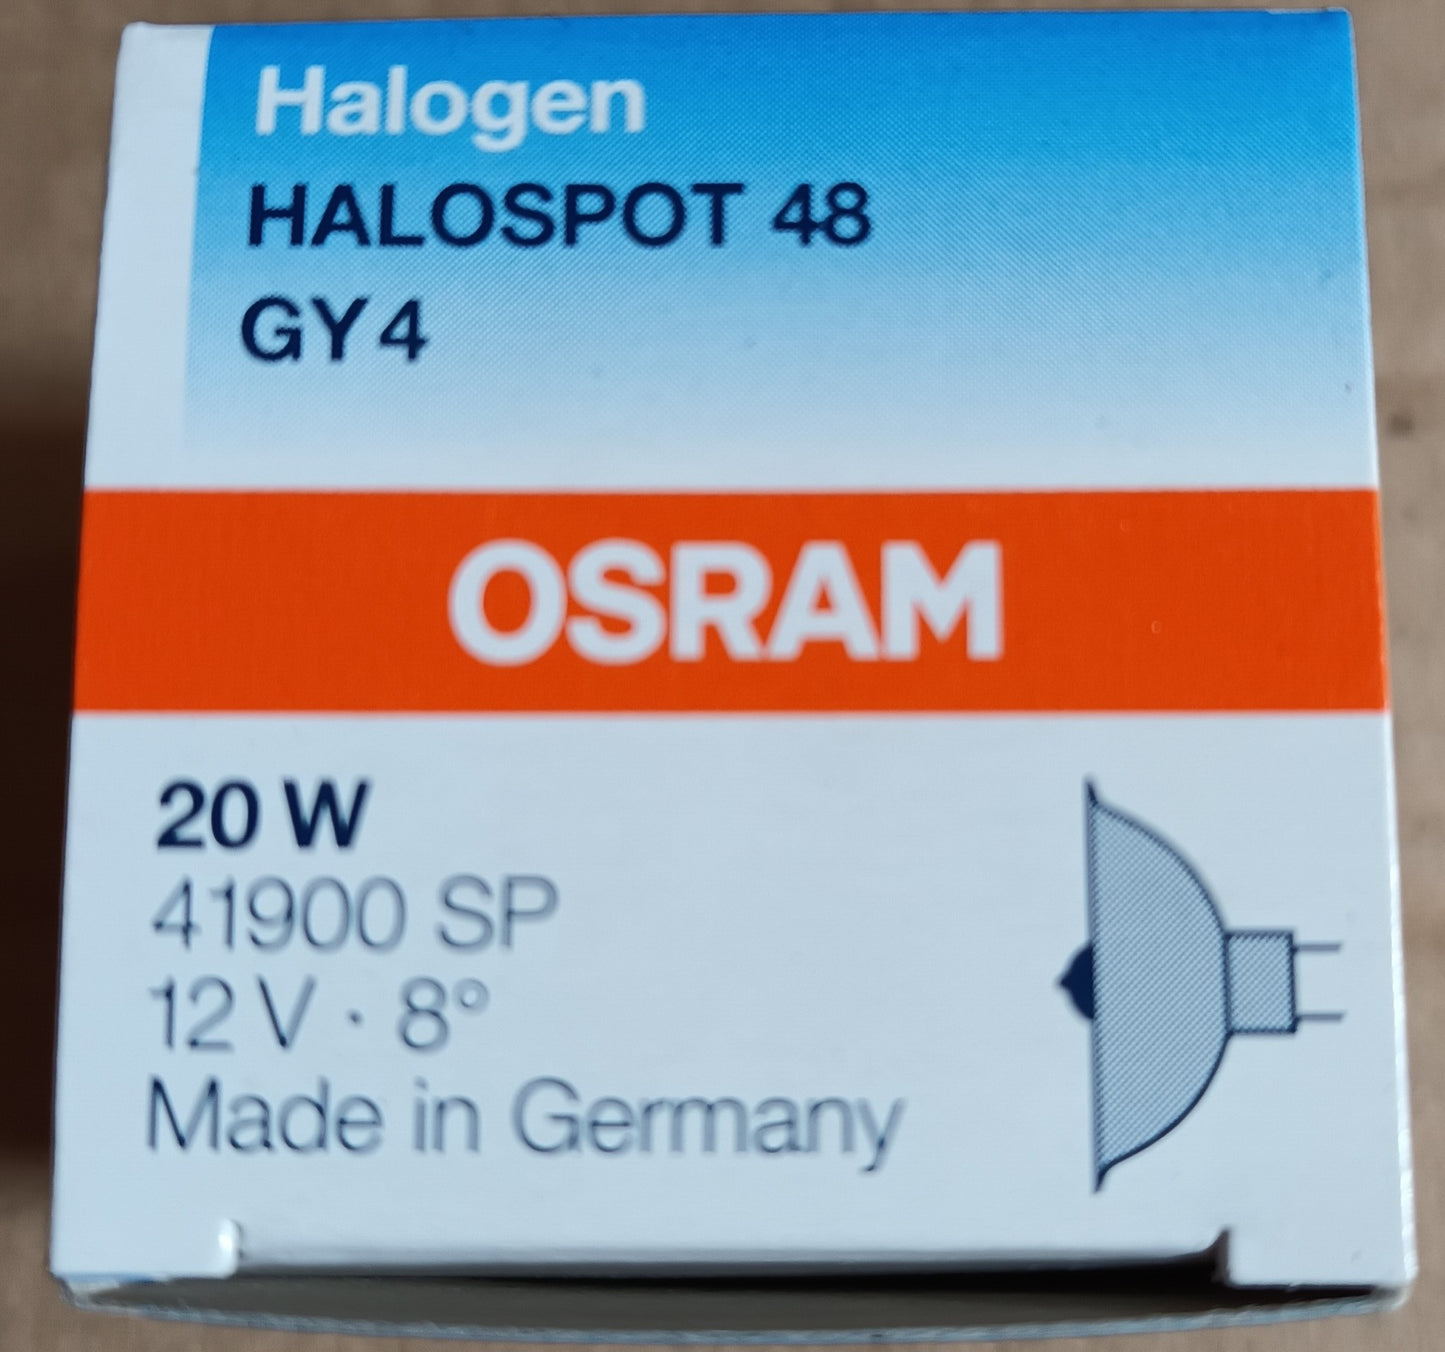 Halogen
HALOSPOT 48
GY4
OSRAM
20 W
41900 SP
12 V · 8°
Made in Germany